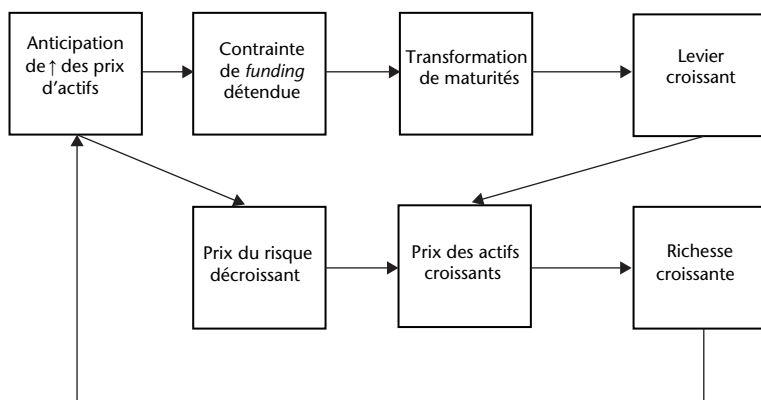 Anticipation
de ↑ des prix
d’actifs
Contrainte
de funding
détendue
Transformation
de maturités
Levier
croissant
Prix du risque
décroissant
Prix des actifs
croissants
Richesse
croissante